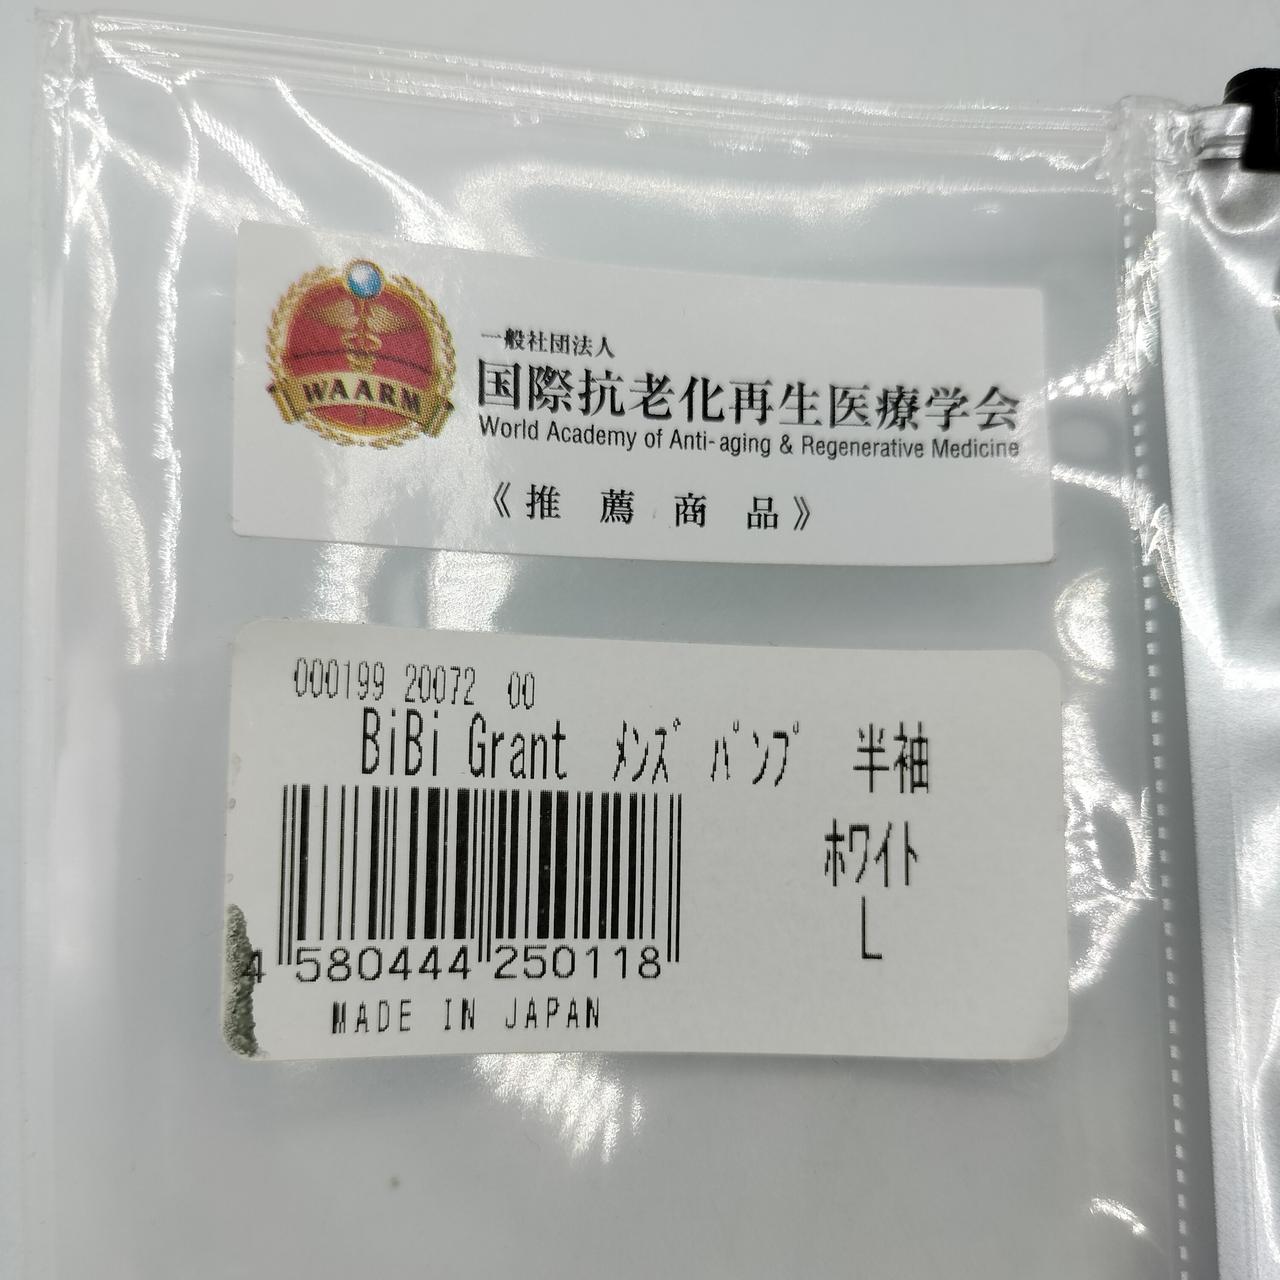 WAARM
一般社団法人
国際抗老化再生医療学会
World Academy of Anti-aging & Regenerative Medicine
《推薦商品》
000199 20072 00
BiBi Grant ﾒﾝｽﾞ ﾊﾟﾝﾌﾟ 半袖
ﾎﾜｲﾄ
L
4 580444 250118
MADE IN JAPAN